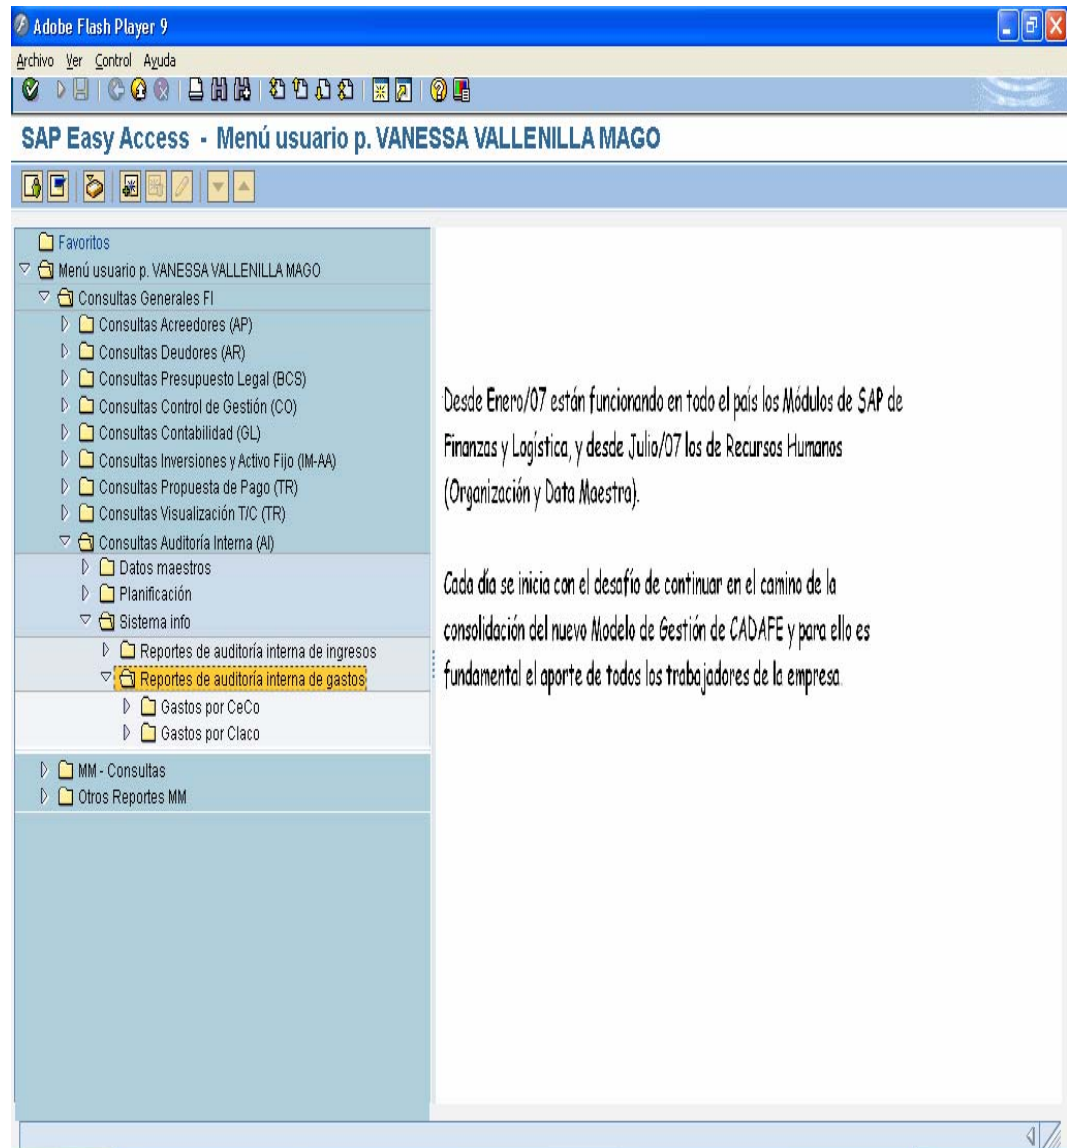 Adobe Flash Player 9
Archivo Ver Control Ayuda
SAP Easy Access - Menú usuario p. VANESSA VALLENILLA MAGO
Favoritos
Menú usuario p. VANESSA VALLENILLA MAGO
Consultas Generales FI
Consultas Acreedores (AP)
Consultas Deudores (AR)
Consultas Presupuesto Legal (BCS)
Consultas Control de Gestión (CO)
Consultas Contabilidad (GL)
Consultas Inversiones y Activo Fijo (IM-AA)
Consultas Propuesta de Pago (TR)
Consultas Visualización T/C (TR)
Consultas Auditoría Interna (AI)
Datos maestros
Planificación
Sistema info
Reportes de auditoría interna de ingresos
Reportes de auditoría interna de gastos
Gastos por CeCo
Gastos por Claco
MM - Consultas
Otros Reportes MM
Desde Enero/07 están funcionando en todo el país los Módulos de SAP de
Finanzas y Logística, y desde Julio/07 los de Recursos Humanos
(Organización y Data Maestra).
Cada día se inicia con el desafío de continuar en el camino de la
consolidación del nuevo Modelo de Gestión de CADAFE y para ello es
fundamental el aporte de todos los trabajadores de la empresa.